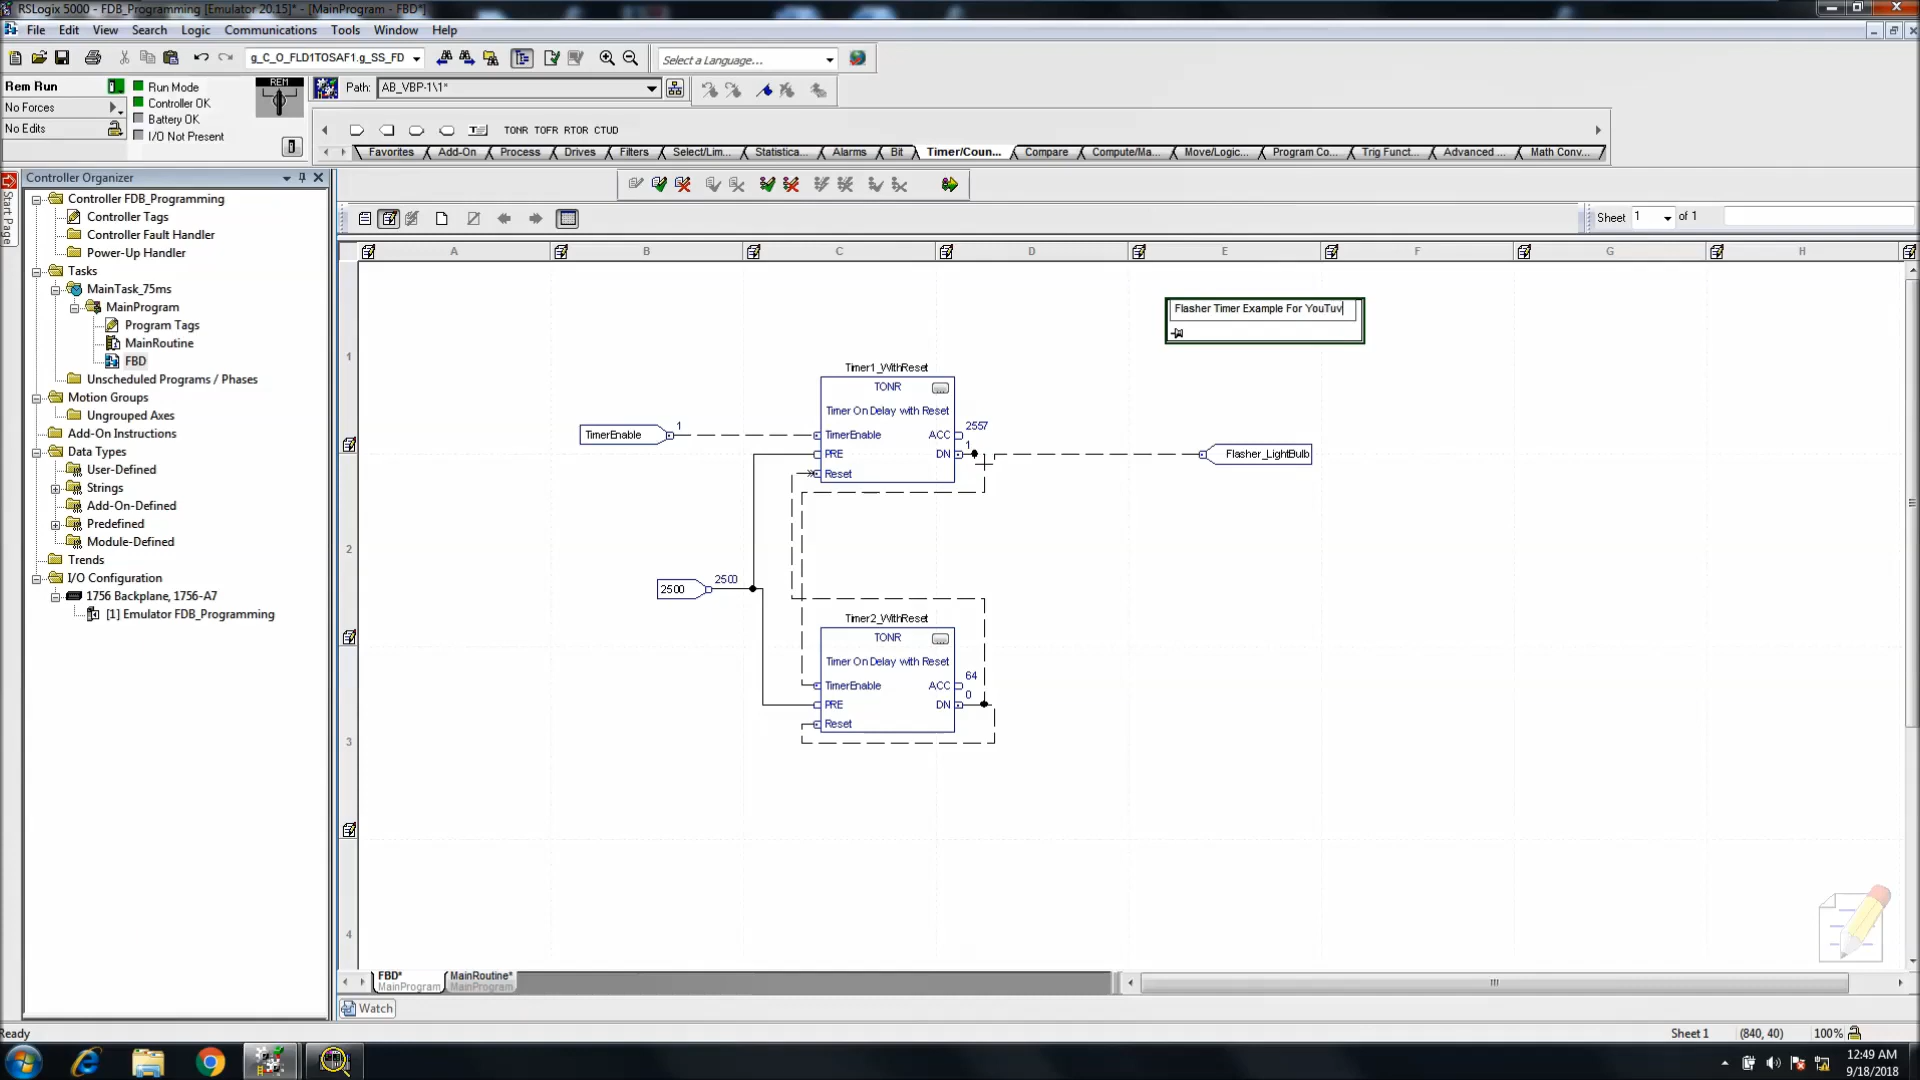 RSLogix 5000 - FDB_Programming [Emulator 20.15]* - [MainProgram - FBD*]
File Edit View Search Logic Communications Tools Window Help
g_C_O_FLD1TOSAF1.g_SS_FD
Select a Language...
Rem Run
No Forces
No Edits
Run Mode
Controller OK
Battery OK
I/O Not Present
REM
Path: AB_VBP-1\1*
TONR TOFR RTOR CTUD
Favorites Add-On Process Drives Filters Select/Lim... Statistica... Alarms Bit Timer/Coun... Compare Compute/Ma... Move/Logic... Program Co... Trig Funct... Advanced ... Math Conv...
Start Page
Controller Organizer
Controller FDB_Programming
Controller Tags
Controller Fault Handler
Power-Up Handler
Tasks
MainTask_75ms
MainProgram
Program Tags
MainRoutine
FBD
Unscheduled Programs / Phases
Motion Groups
Ungrouped Axes
Add-On Instructions
Data Types
User-Defined
Strings
Add-On-Defined
Predefined
Module-Defined
Trends
I/O Configuration
1756 Backplane, 1756-A7
[1] Emulator FDB_Programming
Sheet 1 of 1
A B C D E F G H
1
2
3
4
Flasher Timer Example For YouTuv
Timer1_WithReset
TONR
...
Timer On Delay with Reset
TimerEnable
1
TimerEnable ACC 2557
PRE DN 1
Reset
Flasher_LightBulb
2500 2500
Timer2_WithReset
TONR
...
Timer On Delay with Reset
TimerEnable ACC 64
PRE DN 0
Reset
FBD*
MainProgram
MainRoutine*
MainProgram
Watch
Ready
Sheet 1 (840, 40) 100%
12:49 AM
9/18/2018